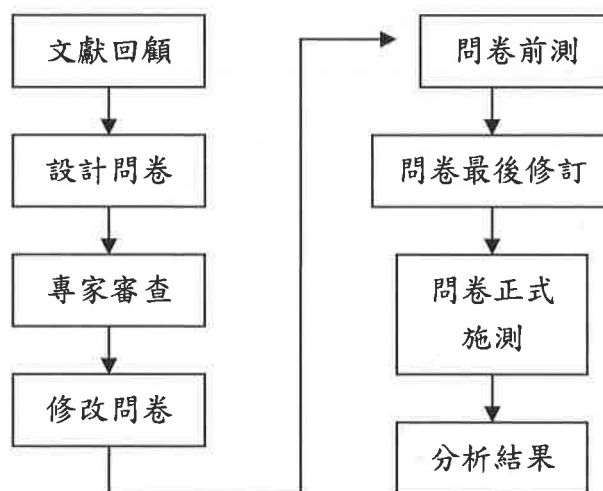 文獻回顧
設計問卷
專家審查
修改問卷
問卷前測
問卷最後修訂
問卷正式
施測
分析結果